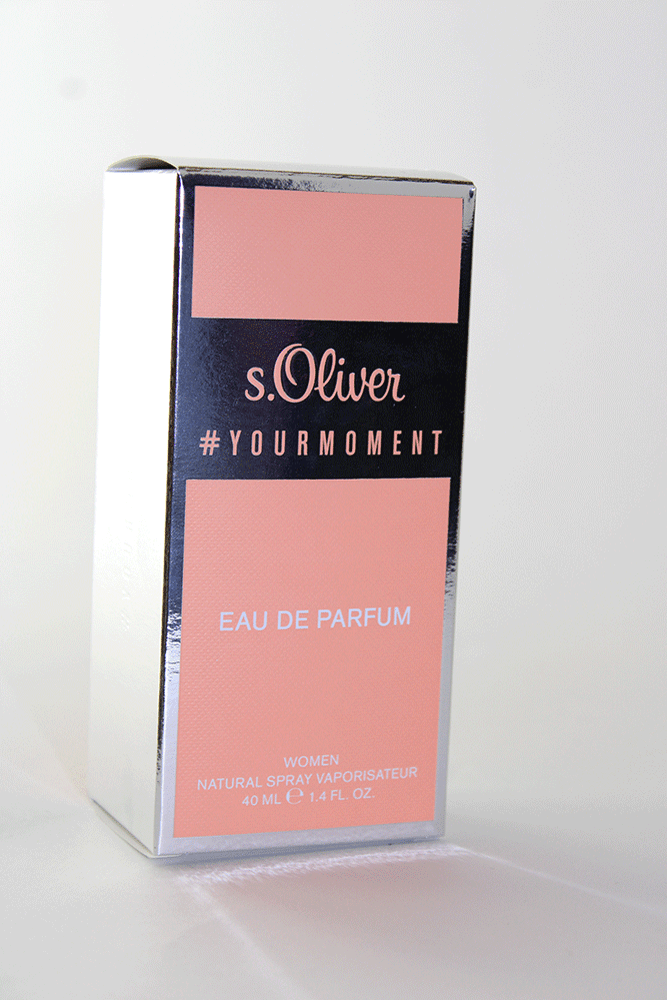 s.Oliver
#YOURMOMENT
EAU DE PARFUM
WOMEN
NATURAL SPRAY VAPORISATEUR
40 ML ℮ 1.4 FL. OZ.